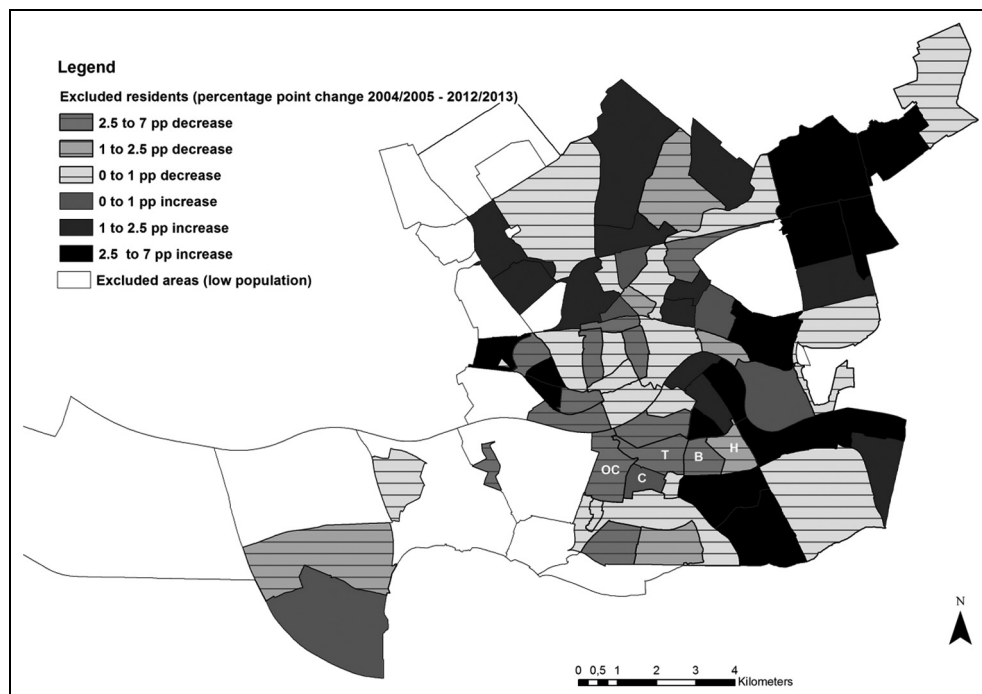 Legend
Excluded residents (percentage point change 2004/2005 - 2012/2013)
2.5 to 7 pp decrease
1 to 2.5 pp decrease
0 to 1 pp decrease
0 to 1 pp increase
1 to 2.5 pp increase
2.5 to 7 pp increase
Excluded areas (low population)
H
T B
OC
C
N
0 0,5 1 2 3 4
Kilometers